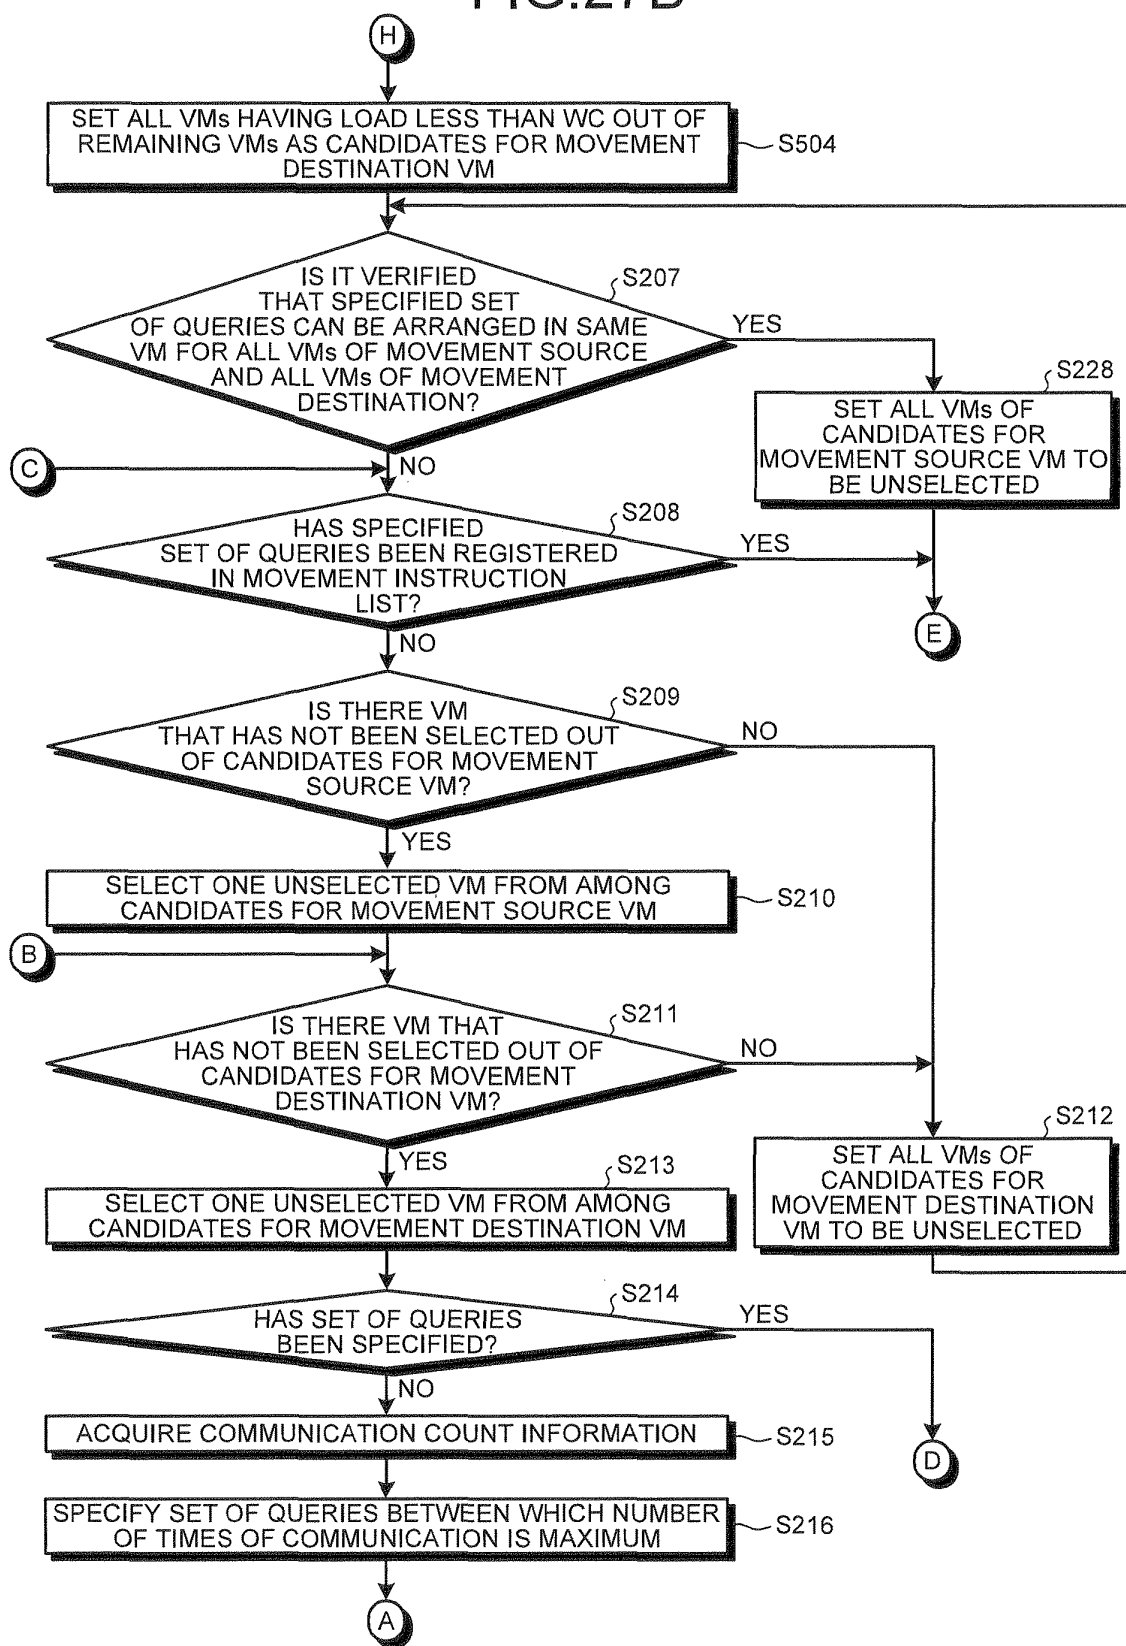 FIG.27B
H
SET ALL VMs HAVING LOAD LESS THAN WC OUT OF
REMAINING VMs AS CANDIDATES FOR MOVEMENT
DESTINATION VM
S504
IS IT VERIFIED
THAT SPECIFIED SET
OF QUERIES CAN BE ARRANGED IN SAME
VM FOR ALL VMs OF MOVEMENT SOURCE
AND ALL VMs OF MOVEMENT
DESTINATION?
S207
YES
S228
SET ALL VMs OF
CANDIDATES FOR
MOVEMENT SOURCE VM TO
BE UNSELECTED
C
NO
HAS SPECIFIED
SET OF QUERIES BEEN REGISTERED
IN MOVEMENT INSTRUCTION
LIST?
S208
YES
E
NO
IS THERE VM
THAT HAS NOT BEEN SELECTED OUT
OF CANDIDATES FOR MOVEMENT
SOURCE VM?
S209
NO
YES
SELECT ONE UNSELECTED VM FROM AMONG
CANDIDATES FOR MOVEMENT SOURCE VM
S210
B
IS THERE VM THAT
HAS NOT BEEN SELECTED OUT OF
CANDIDATES FOR MOVEMENT
DESTINATION VM?
S211
NO
S212
SET ALL VMs OF
CANDIDATES FOR
MOVEMENT DESTINATION
VM TO BE UNSELECTED
YES
S213
SELECT ONE UNSELECTED VM FROM AMONG
CANDIDATES FOR MOVEMENT DESTINATION VM
HAS SET OF QUERIES
BEEN SPECIFIED?
S214
YES
D
NO
ACQUIRE COMMUNICATION COUNT INFORMATION
S215
SPECIFY SET OF QUERIES BETWEEN WHICH NUMBER
OF TIMES OF COMMUNICATION IS MAXIMUM
S216
A